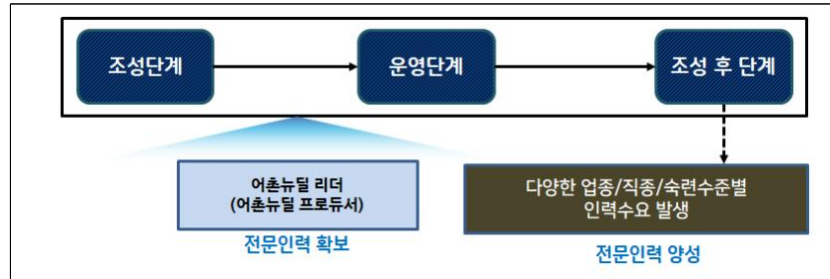 조성단계
운영단계
조성 후 단계
어촌뉴딜 리더
(어촌뉴딜 프로듀서)
전문인력 확보
다양한 업종/직종/숙련수준별
인력수요 발생
전문인력 양성